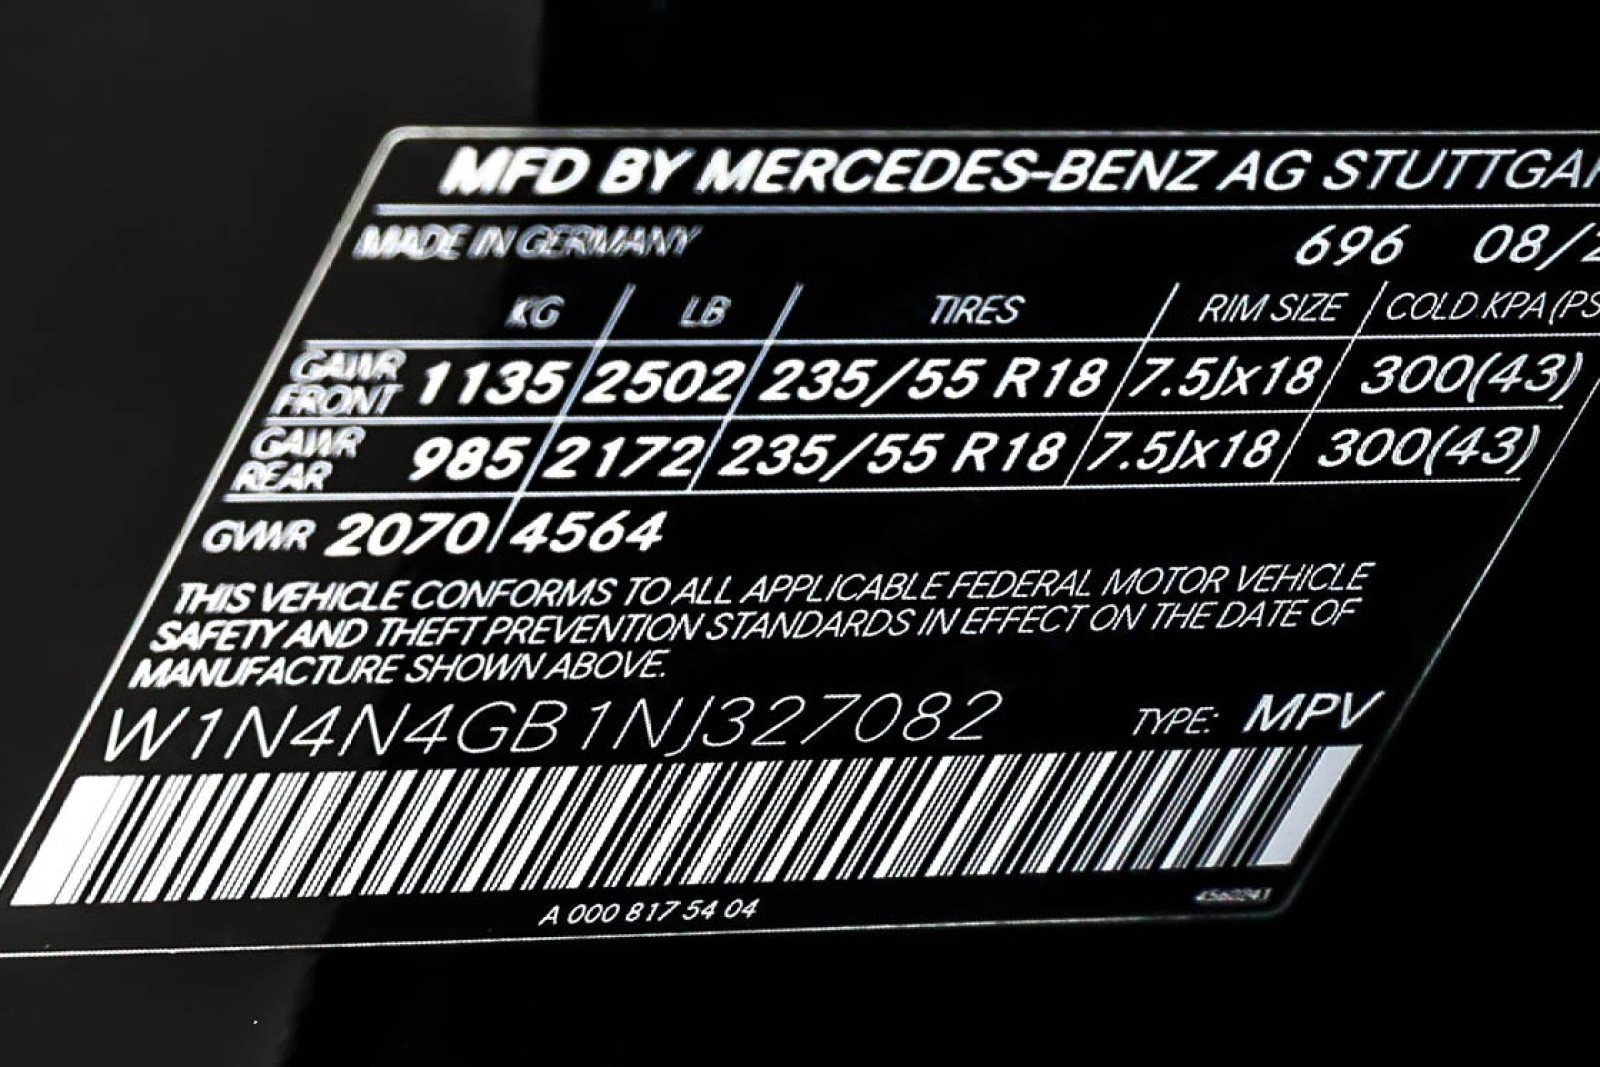 MFD BY MERCEDES-BENZ AG STUTTGAR
MADE IN GERMANY 696 08/2
KG LB TIRES RIM SIZE COLD KPA(PS
GAWR FRONT 1135 2502 235/55 R18 7.5Jx18 300(43)
GAWR REAR 985 2172 235/55 R18 7.5Jx18 300(43)
GVWR 2070 4564
THIS VEHICLE CONFORMS TO ALL APPLICABLE FEDERAL MOTOR VEHICLE
SAFETY AND THEFT PREVENTION STANDARDS IN EFFECT ON THE DATE OF
MANUFACTURE SHOWN ABOVE.
W1N4N4GB1NJ327082 TYPE: MPV
A 000 817 54 04